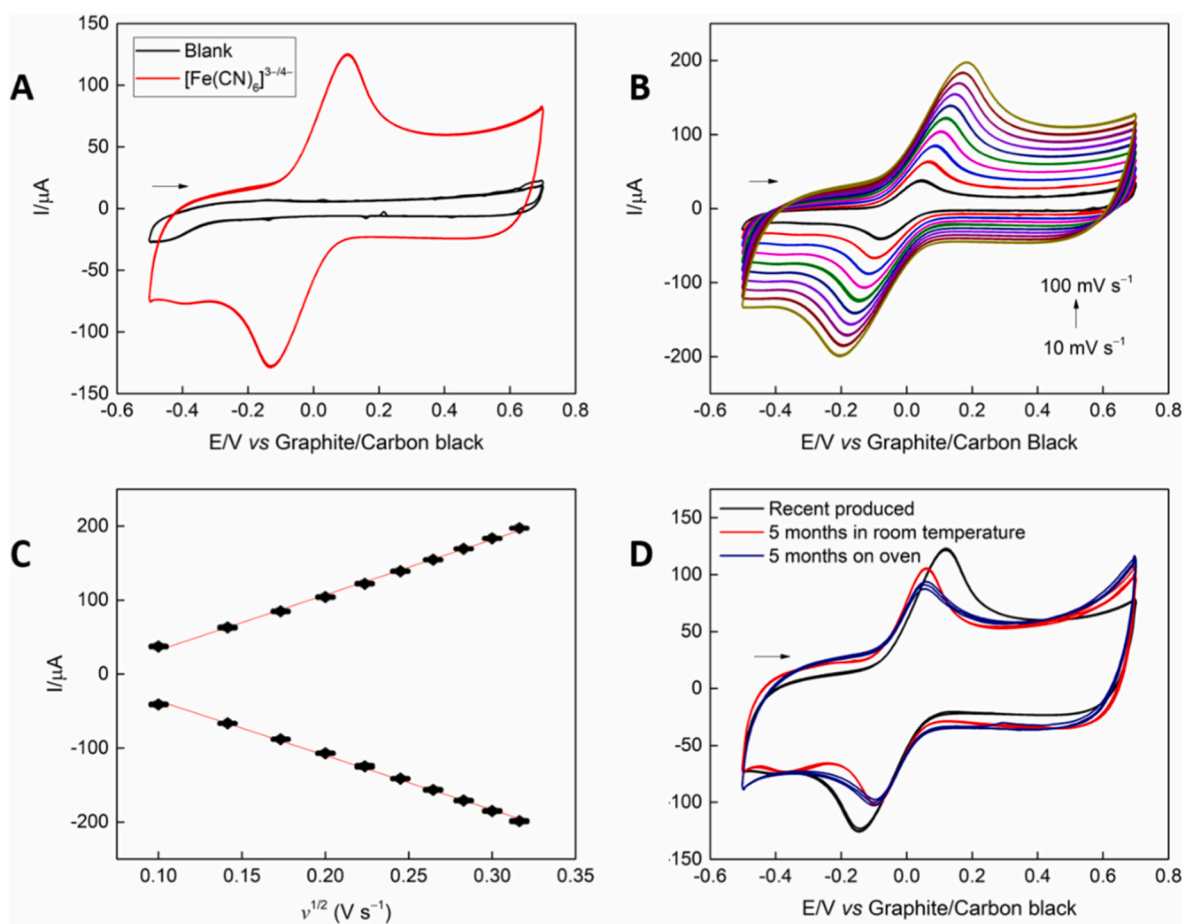 A
150
100
50
0
-50
-100
-150
I/µA
Blank
[Fe(CN)₆]³⁻/⁴⁻
-0.6 -0.4 -0.2 0.0 0.2 0.4 0.6 0.8
E/V vs Graphite/Carbon black
B
200
100
0
-100
-200
I/µA
100 mV s⁻¹
10 mV s⁻¹
-0.6 -0.4 -0.2 0.0 0.2 0.4 0.6 0.8
E/V vs Graphite/Carbon Black
C
200
100
0
-100
-200
I/µA
0.10 0.15 0.20 0.25 0.30 0.35
v¹/² (V s⁻¹)
D
150
100
50
0
-50
-100
-150
Recent produced
5 months in room temperature
5 months on oven
-0.6 -0.4 -0.2 0.0 0.2 0.4 0.6 0.8
E/V vs Graphite/Carbon Black